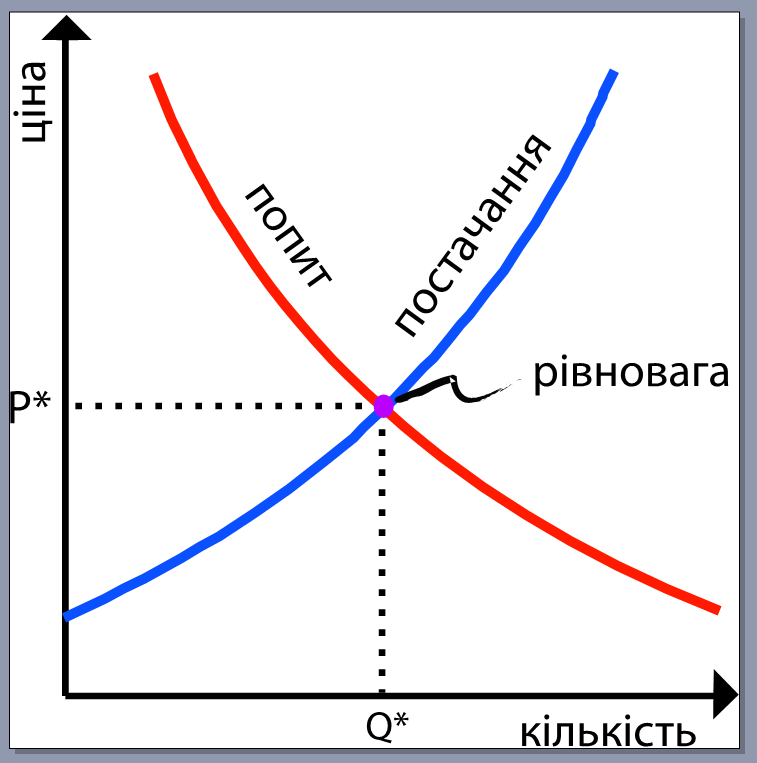 ціна
попит
постачання
рівновага
P*
Q*
кількість